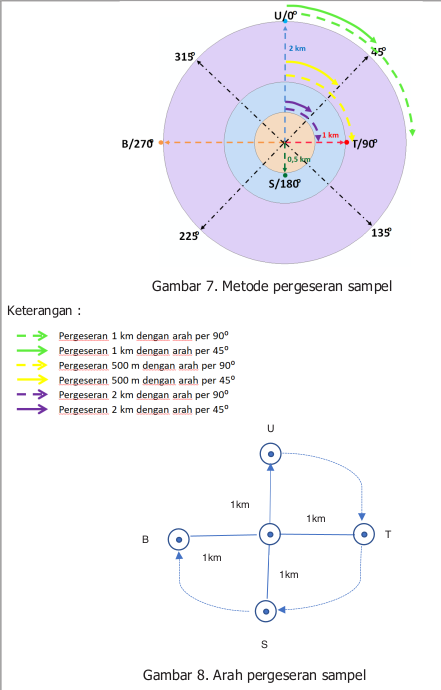 U/0°
45°
315°
2 km
1 km
B/270°
T/90°
0,5 km
S/180°
225°
135°
Gambar 7. Metode pergeseran sampel
Keterangan :
Pergeseran 1 km dengan arah per 90°
Pergeseran 1 km dengan arah per 45°
Pergeseran 500 m dengan arah per 90°
Pergeseran 500 m dengan arah per 45°
Pergeseran 2 km dengan arah per 90°
Pergeseran 2 km dengan arah per 45°
U
1km
1km
B
T
1km
1km
S
Gambar 8. Arah pergeseran sampel